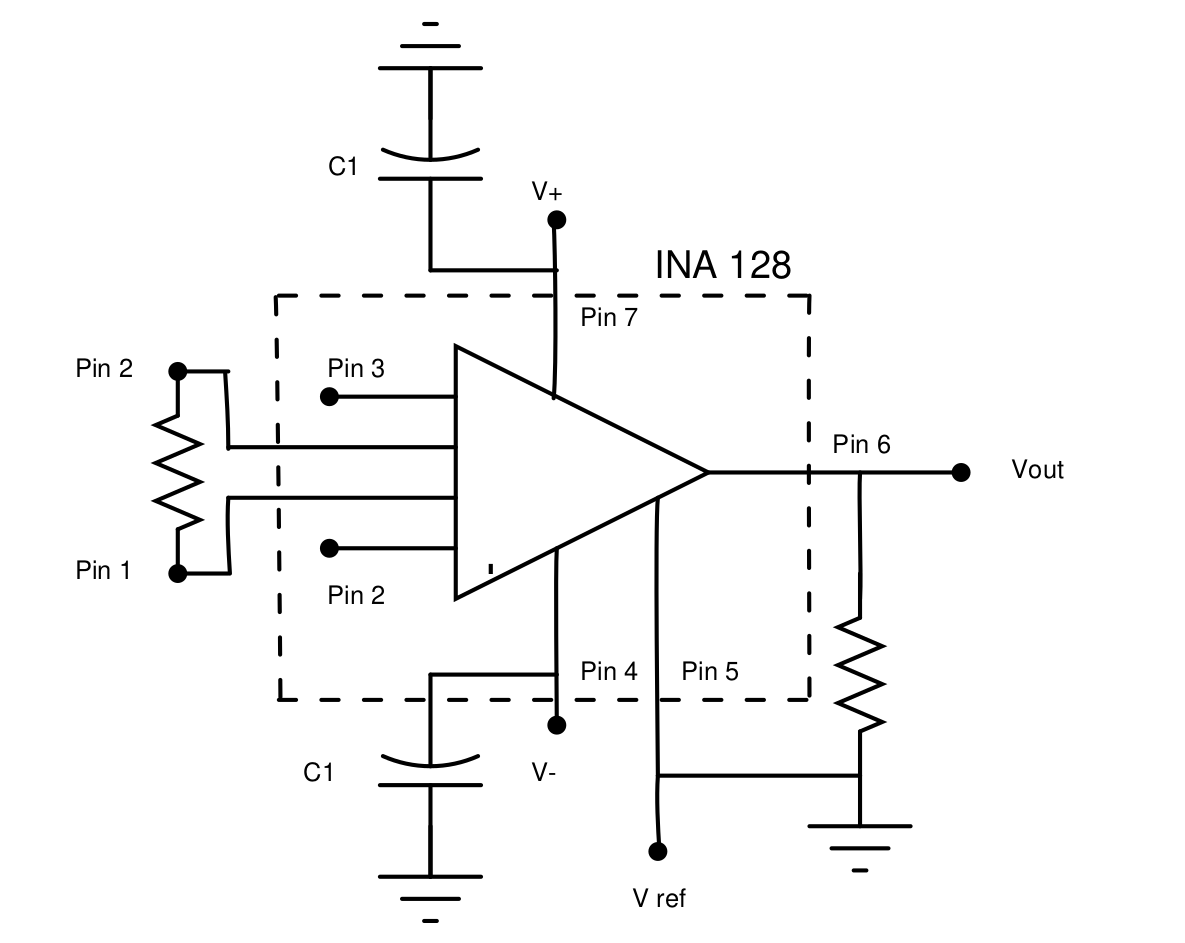 C1
V+
INA 128
Pin 7
Pin 2
Pin 3
Pin 6
Vout
Pin 1
Pin 2
Pin 4
Pin 5
C1
V-
V ref